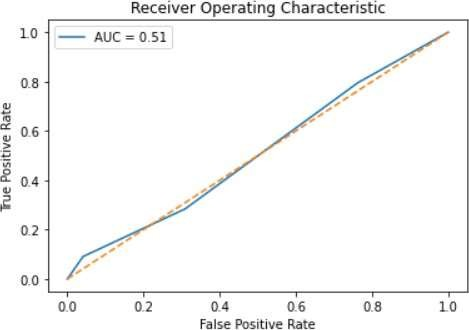 Receiver Operating Characteristic
AUC = 0.51
True Positive Rate
1.0
0.8
0.6
0.4
0.2
0.0
0.0 0.2 0.4 0.6 0.8 1.0
False Positive Rate